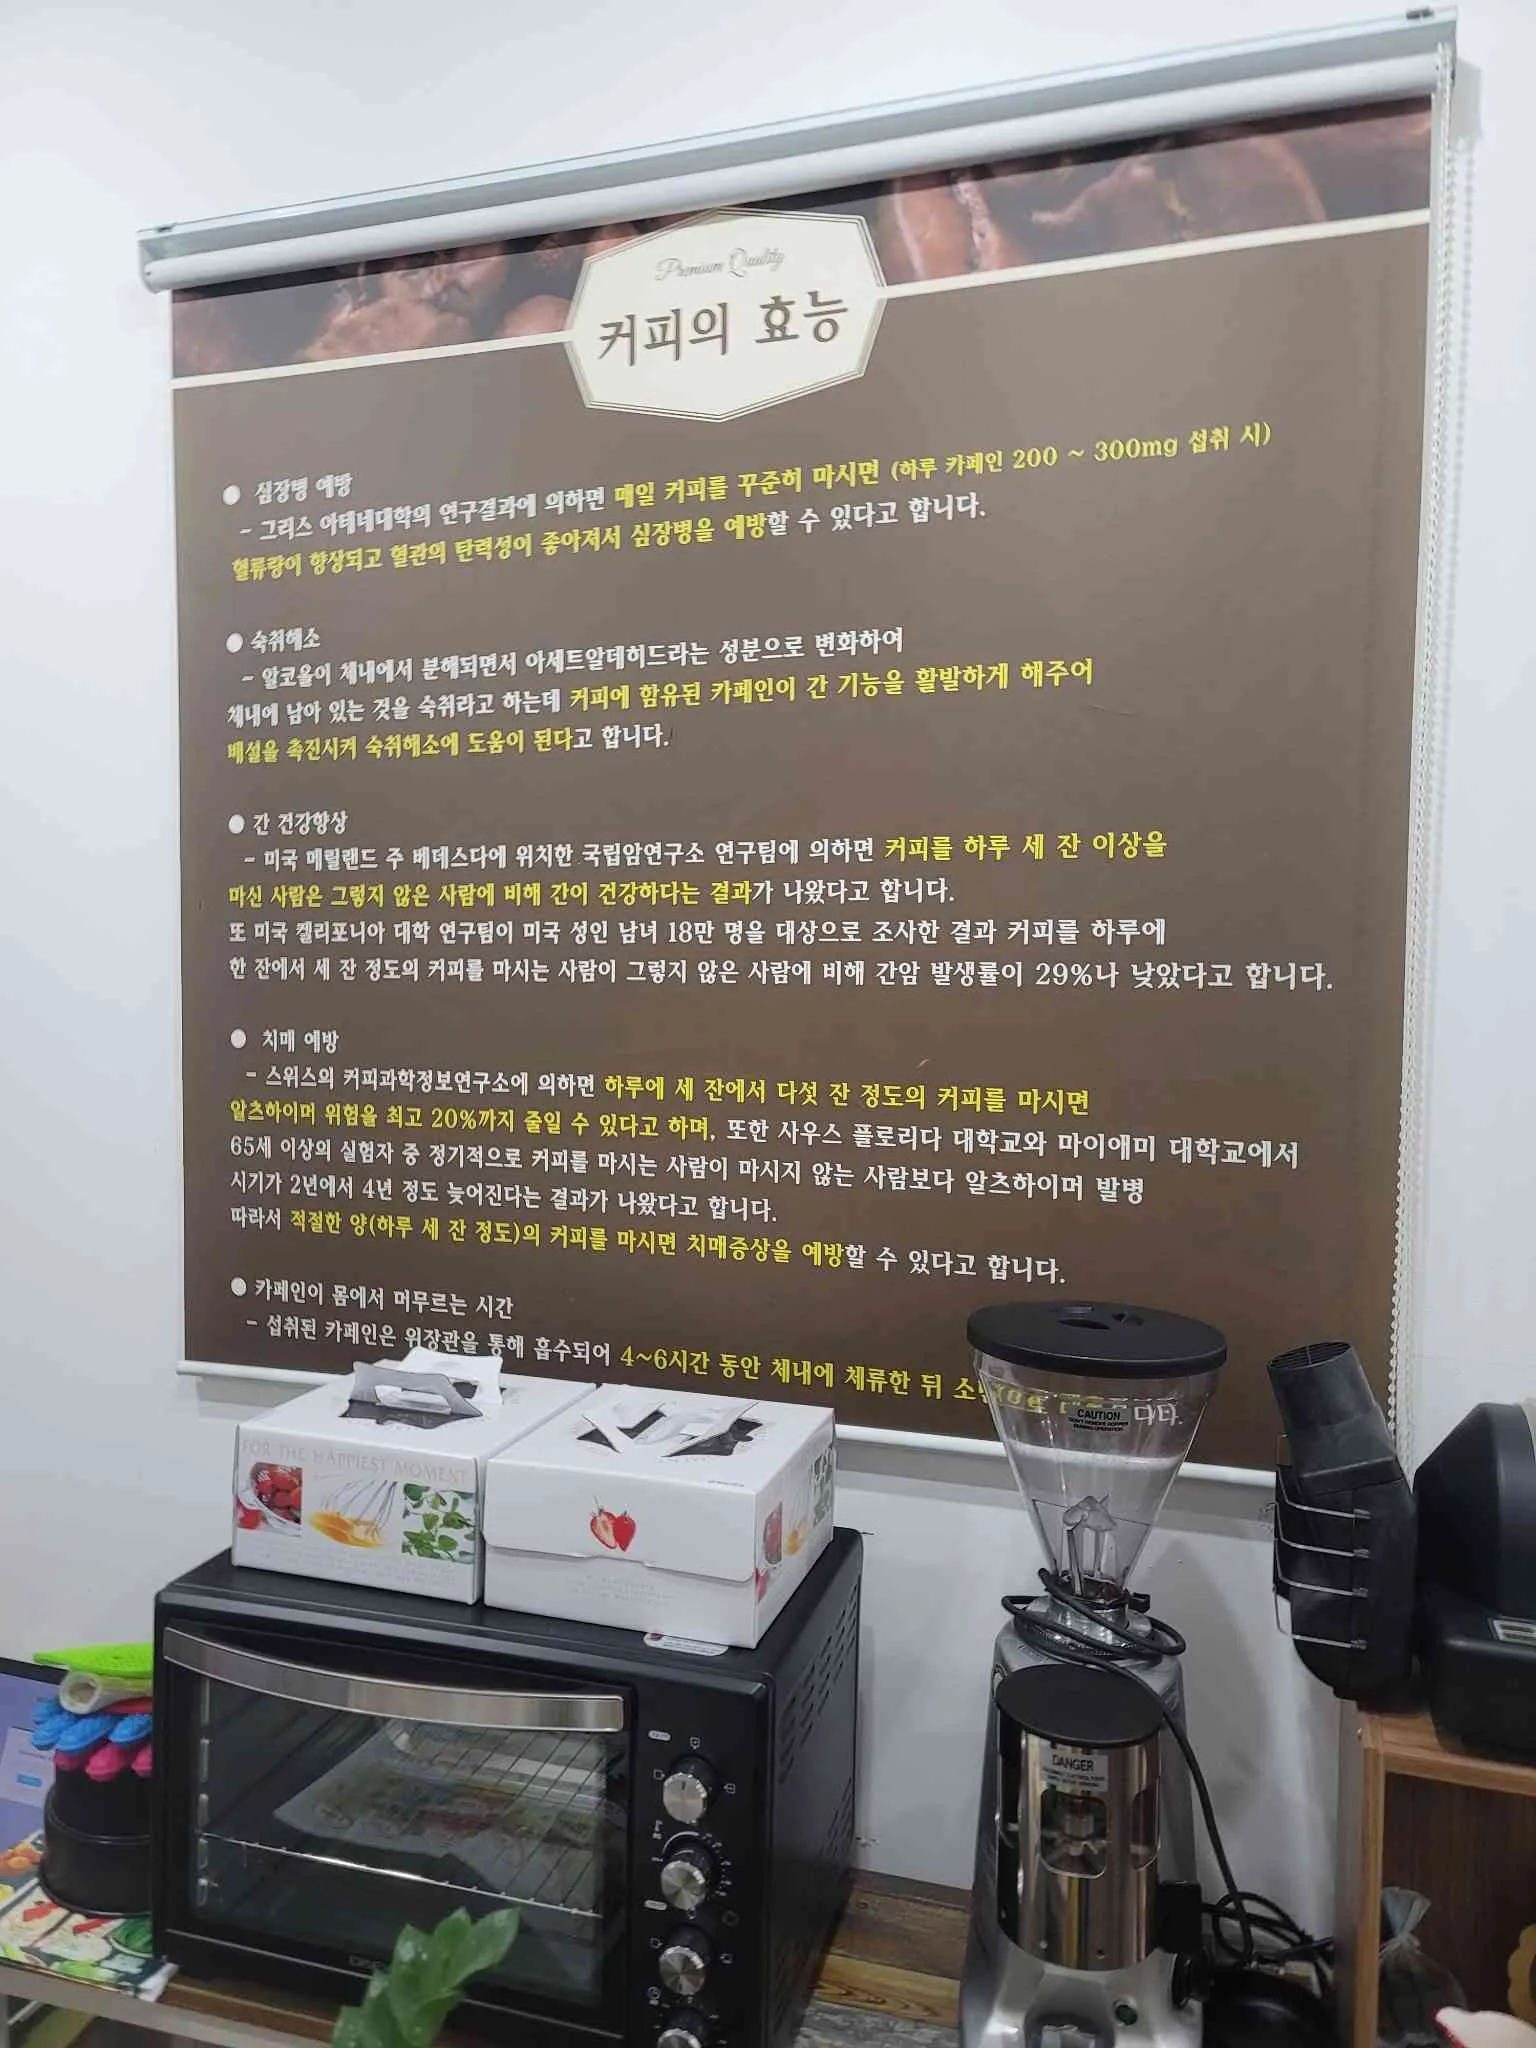 Premium Quality
커피의 효능
● 심장병 예방
- 그리스 아테네대학의 연구결과에 의하면 매일 커피를 꾸준히 마시면 (하루 카페인 200 ~ 300mg 섭취 시)
혈류량이 향상되고 혈관의 탄력성이 좋아져서 심장병을 예방할 수 있다고 합니다.
● 숙취해소
- 알코올이 체내에서 분해되면서 아세트알데히드라는 성분으로 변화하여
체내에 남아 있는 것을 숙취라고 하는데 커피에 함유된 카페인이 간 기능을 활발하게 해주어
배설을 촉진시켜 숙취해소에 도움이 된다고 합니다.
● 간 건강향상
- 미국 메릴랜드 주 베데스다에 위치한 국립암연구소 연구팀에 의하면 커피를 하루 세 잔 이상을
마신 사람은 그렇지 않은 사람에 비해 간이 건강하다는 결과가 나왔다고 합니다.
또 미국 켈리포니아 대학 연구팀이 미국 성인 남녀 18만 명을 대상으로 조사한 결과 커피를 하루에
한 잔에서 세 잔 정도의 커피를 마시는 사람이 그렇지 않은 사람에 비해 간암 발생률이 29%나 낮았다고 합니다.
● 치매 예방
- 스위스의 커피과학정보연구소에 의하면 하루에 세 잔에서 다섯 잔 정도의 커피를 마시면
알츠하이머 위험을 최고 20%까지 줄일 수 있다고 하며, 또한 사우스 플로리다 대학교와 마이애미 대학교에서
65세 이상의 실험자 중 정기적으로 커피를 마시는 사람이 마시지 않는 사람보다 알츠하이머 발병
시기가 2년에서 4년 정도 늦어진다는 결과가 나왔다고 합니다.
따라서 적절한 양(하루 세 잔 정도)의 커피를 마시면 치매증상을 예방할 수 있다고 합니다.
● 카페인이 몸에서 머무르는 시간
- 섭취된 카페인은 위장관을 통해 흡수되어 4~6시간 동안 체내에 체류한 뒤
CAUTION
FOR THE HAPPIEST MOMENT
DANGER